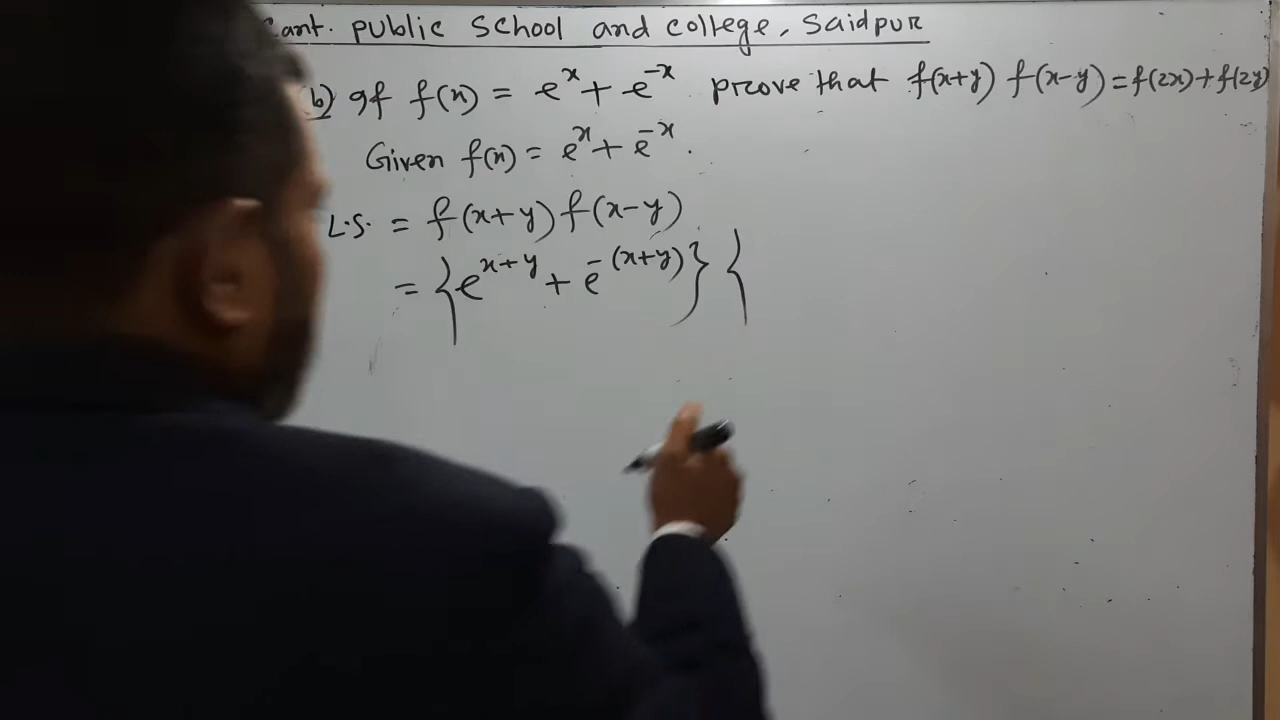 Cant. public school and college, Saidpur
b) If f(x) = e^x + e^-x prove that f(x+y) f(x-y) = f(2x) + f(2y)
Given f(x) = e^x + e^-x.
L.S. = f(x+y) f(x-y)
= {e^x+y + e^-(x+y)} {